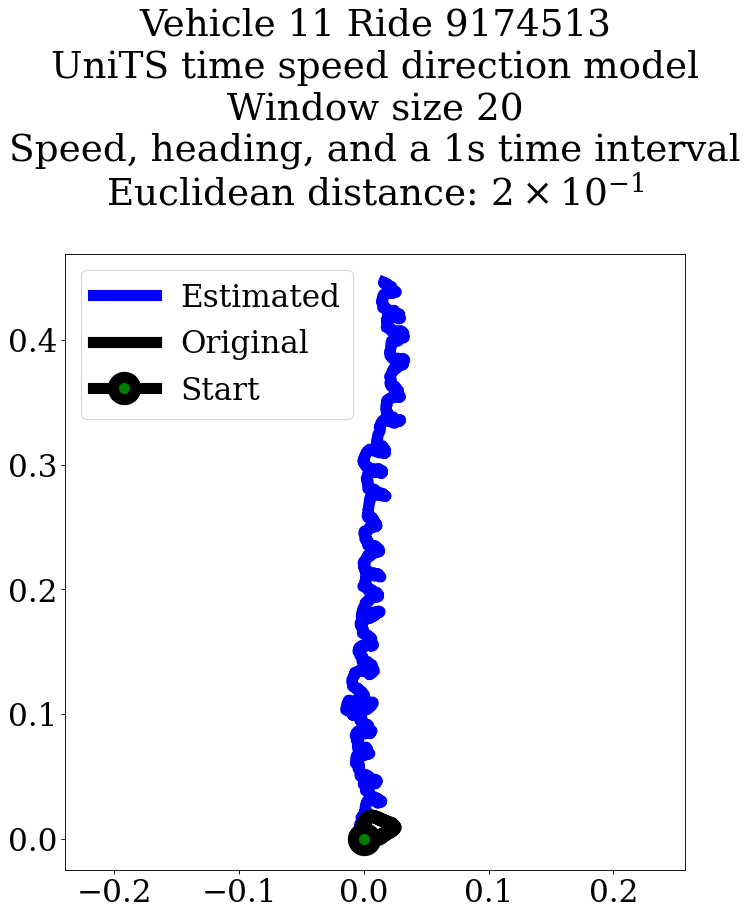 Vehicle 11 Ride 9174513
UniTS time speed direction model
Window size 20
Speed, heading, and a 1s time interval
Euclidean distance: 2 × 10⁻¹
Estimated
Original
Start
0.4
0.3
0.2
0.1
0.0
−0.2 −0.1 0.0 0.1 0.2